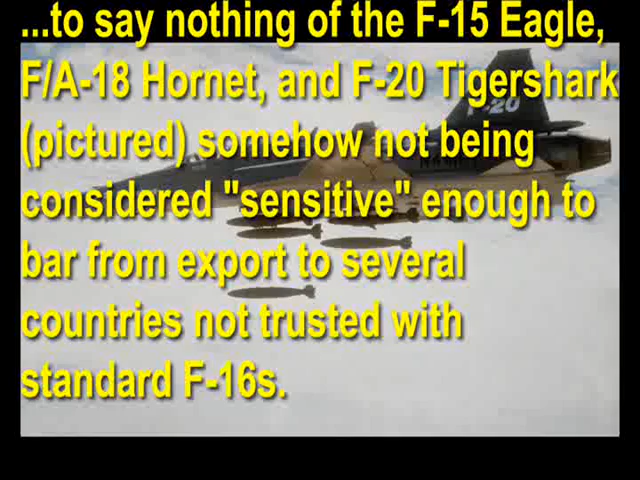 ...to say nothing of the F-15 Eagle,
F/A-18 Hornet, and F-20 Tigershark
F-20
(pictured) somehow not being
considered "sensitive" enough to
bar from export to several
countries not trusted with
standard F-16s.